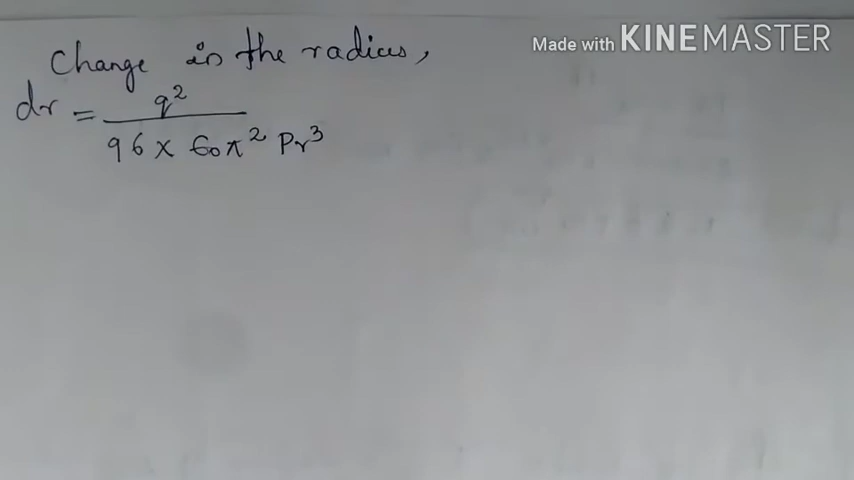 Change in the radius,
Made with KINEMASTER
dr = q²
96 x ϵ₀π² Pr³